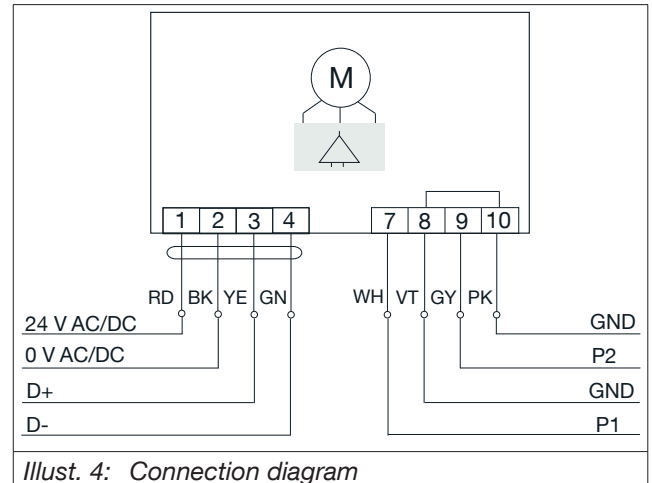 M
1 2 3 4 7 8 9 10
RD BK YE GN WH VT GY PK
24 V AC/DC GND
0 V AC/DC P2
D+ GND
D- P1
Illust. 4: Connection diagram